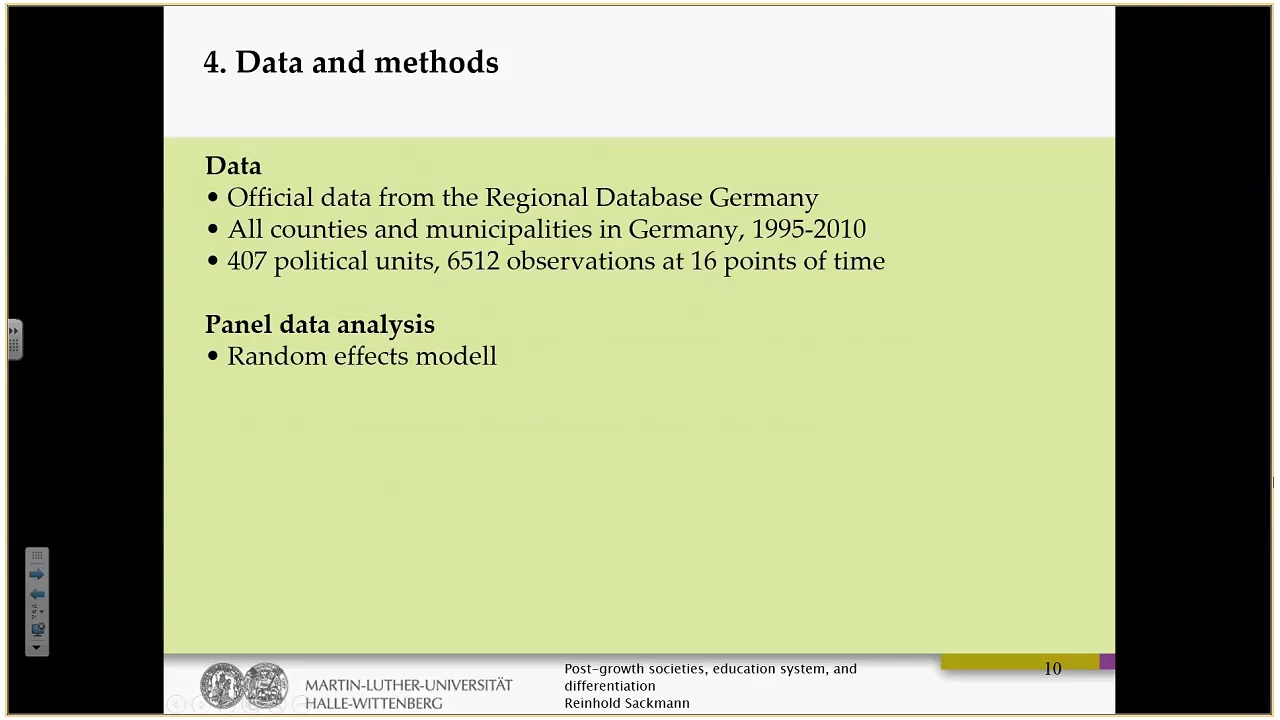 4. Data and methods
Data
• Official data from the Regional Database Germany
• All counties and municipalities in Germany, 1995-2010
• 407 political units, 6512 observations at 16 points of time
Panel data analysis
• Random effects modell
MARTIN-LUTHER-UNIVERSITÄT
HALLE-WITTENBERG
Post-growth societies, education system, and
differentiation
Reinhold Sackmann
10